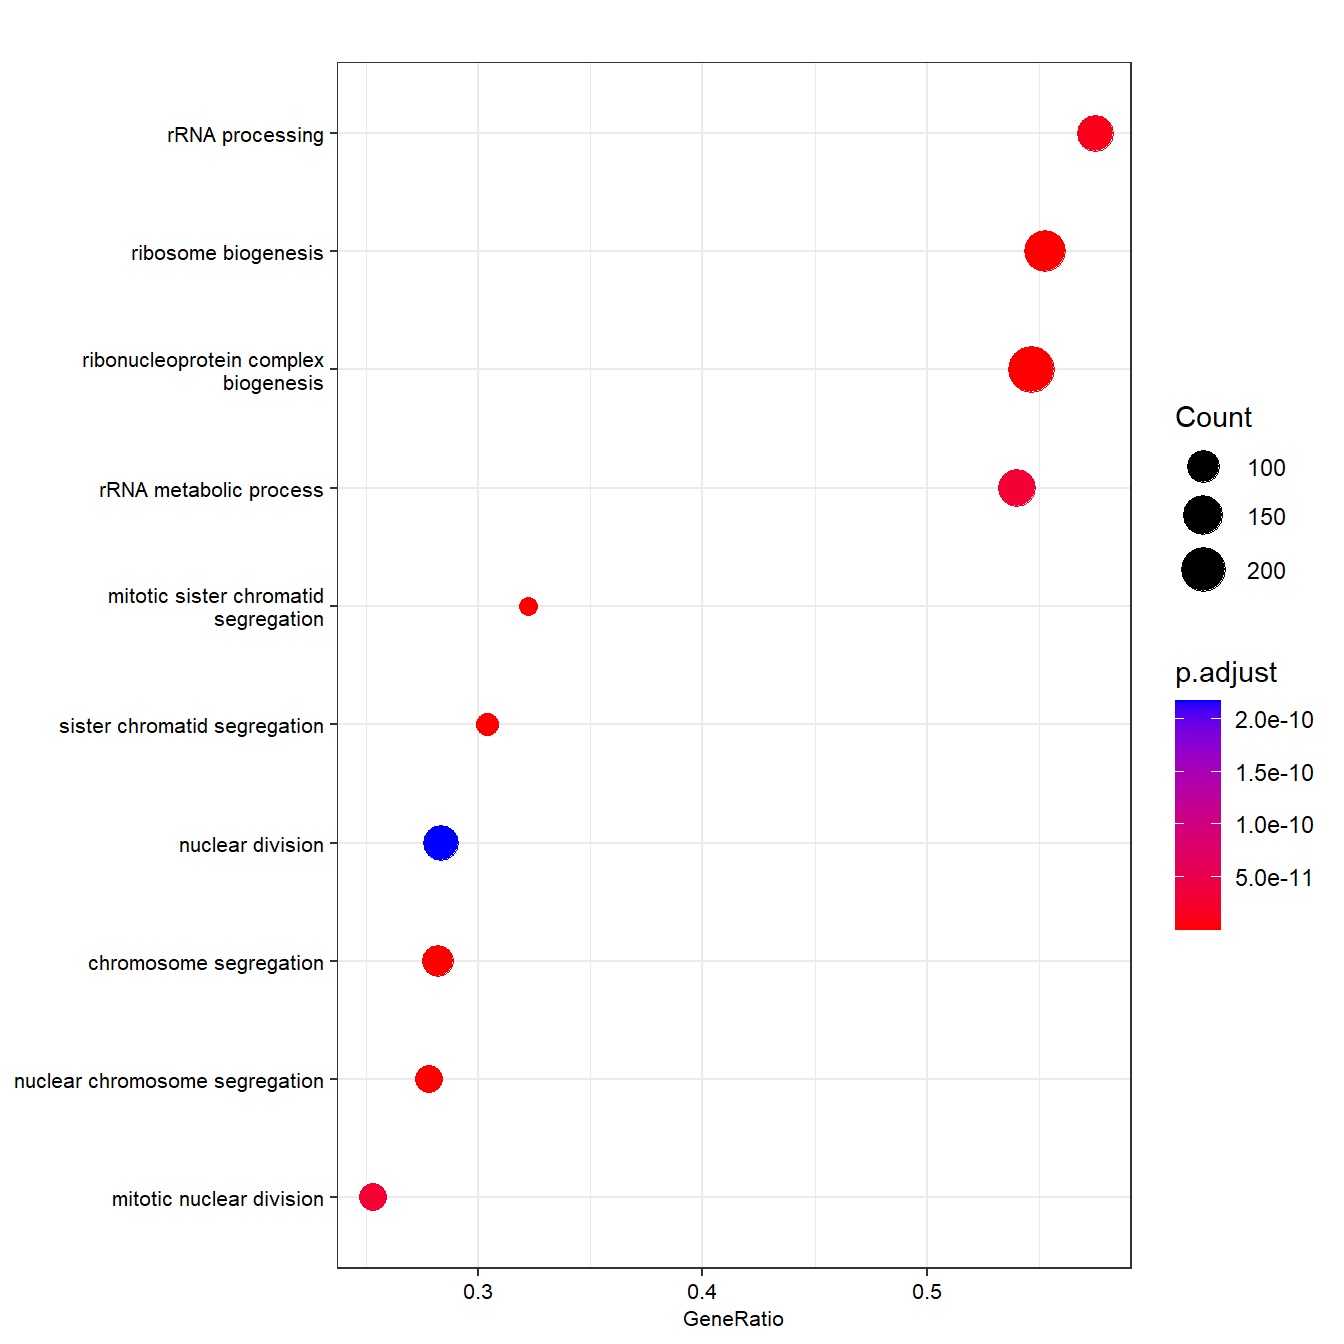 rRNA processing
ribosome biogenesis
ribonucleoprotein complex
biogenesis
rRNA metabolic process
mitotic sister chromatid
segregation
sister chromatid segregation
nuclear division
chromosome segregation
nuclear chromosome segregation
mitotic nuclear division
0.3
0.4
0.5
GeneRatio
Count
100
150
200
p.adjust
2.0e-10
1.5e-10
1.0e-10
5.0e-11